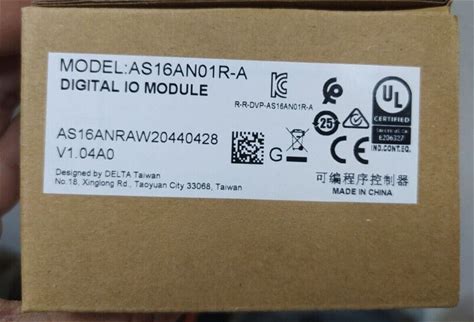 MODEL:AS16AN01R-A
DIGITAL IO MODULE
R-R-DVP-AS16AN01R-A
25
UL
CERTIFIED
E206327
IND.CONT.EQ.
AS16ANRAW20440428
V1.04A0
G
Designed by DELTA Taiwan
No.18, Xinglong Rd., Taoyuan City 33068, Taiwan
可编程序控制器
MADE IN CHINA